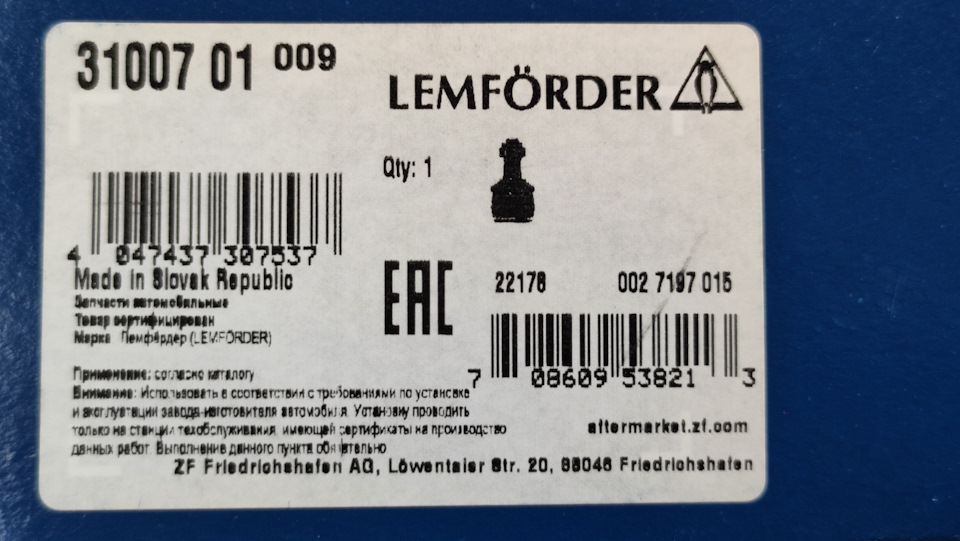 31007 01 009
LEMFÖRDER
Qty: 1
4 047437 307537
Made in Slovak Republic
Запчасти автомобильные
Товар сертифицирован
Марка Лемфёрдер (LEMFÖRDER)
EAC
22178 002 7197 015
7 08609 53821 3
Применение: согласно каталогу
Внимание: Использовать в соответствии с требованиями по установке
и эксплуатации завода-изготовителя автомобиля. Установку проводить
только на станции техобслуживания, имеющей сертификаты на производство
данных работ. Выполнение данного пункта обязательно
aftermarket.zf.com
ZF Friedrichshafen AG, Löwentaler Str. 20, 88046 Friedrichshafen